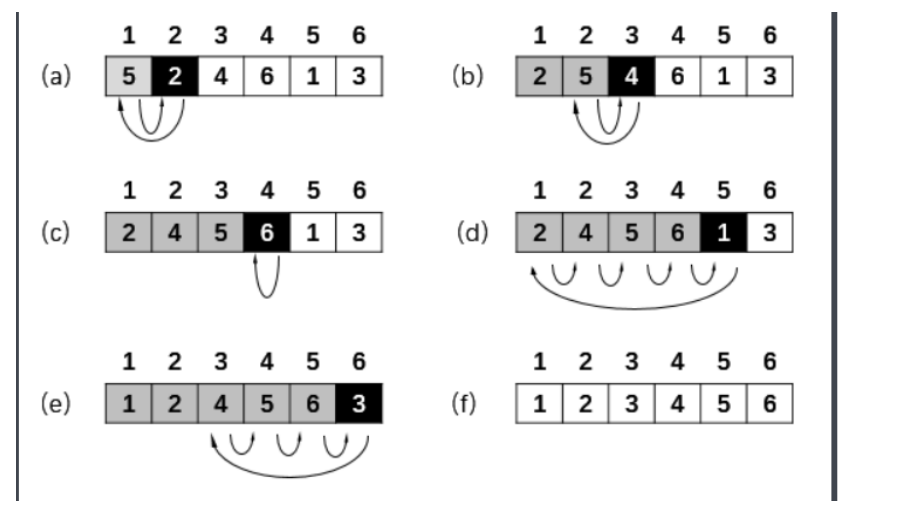 1 2 3 4 5 6
(a) 5 2 4 6 1 3
1 2 3 4 5 6
(b) 2 5 4 6 1 3
1 2 3 4 5 6
(c) 2 4 5 6 1 3
1 2 3 4 5 6
(d) 2 4 5 6 1 3
1 2 3 4 5 6
(e) 1 2 4 5 6 3
1 2 3 4 5 6
(f) 1 2 3 4 5 6